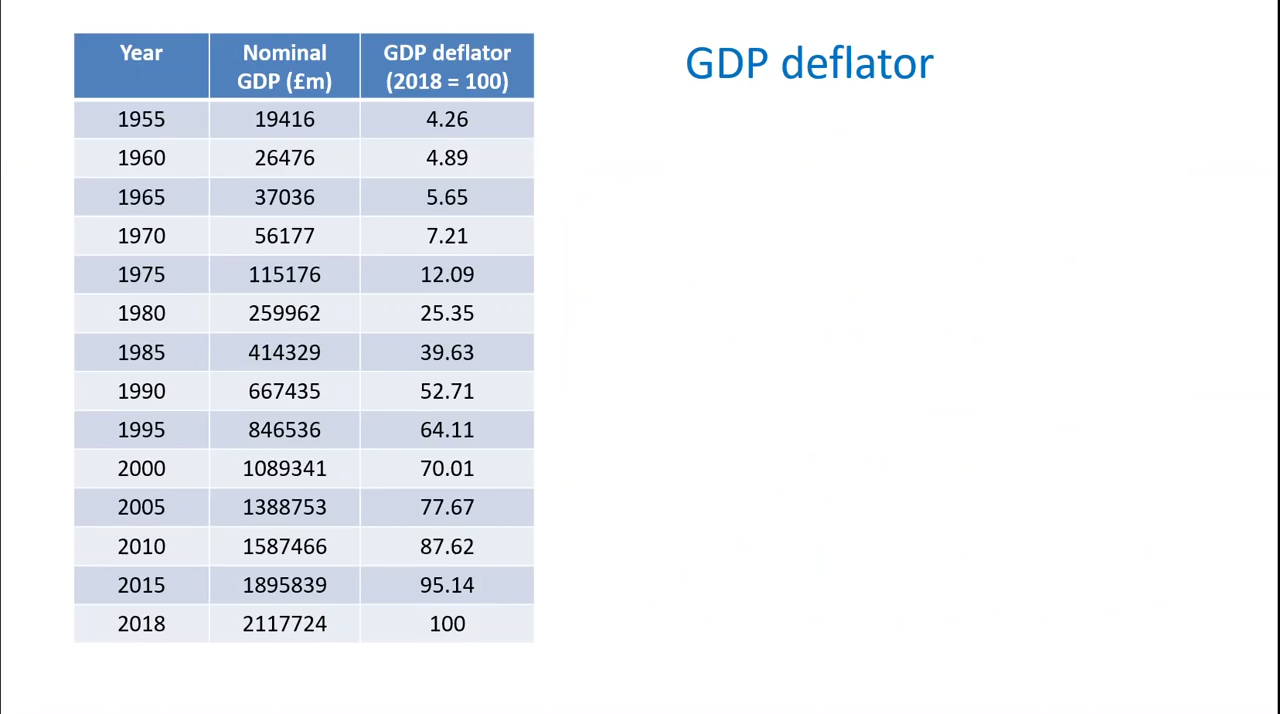 GDP deflator
Year Nominal GDP (£m) GDP deflator (2018 = 100)
1955 19416 4.26
1960 26476 4.89
1965 37036 5.65
1970 56177 7.21
1975 115176 12.09
1980 259962 25.35
1985 414329 39.63
1990 667435 52.71
1995 846536 64.11
2000 1089341 70.01
2005 1388753 77.67
2010 1587466 87.62
2015 1895839 95.14
2018 2117724 100